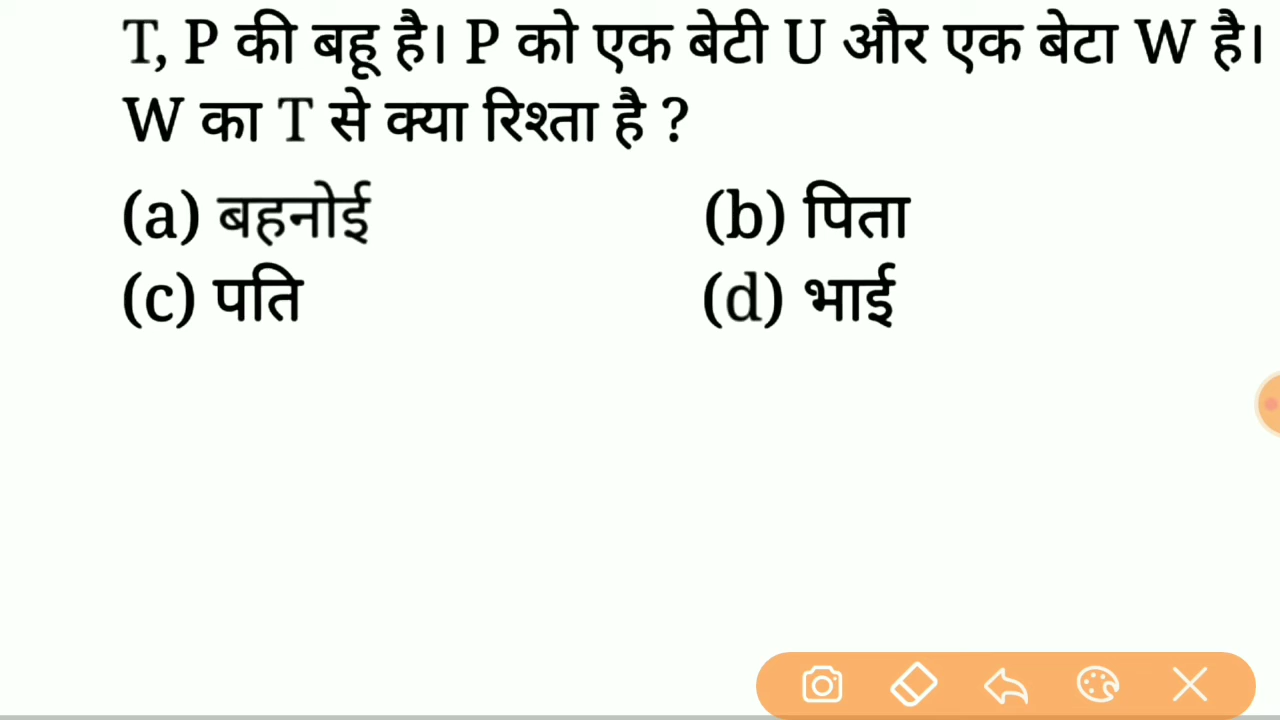 T, P की बहू है। P को एक बेटी U और एक बेटा W है।
W का T से क्या रिश्ता है ?
(a) बहनोई (b) पिता
(c) पति (d) भाई